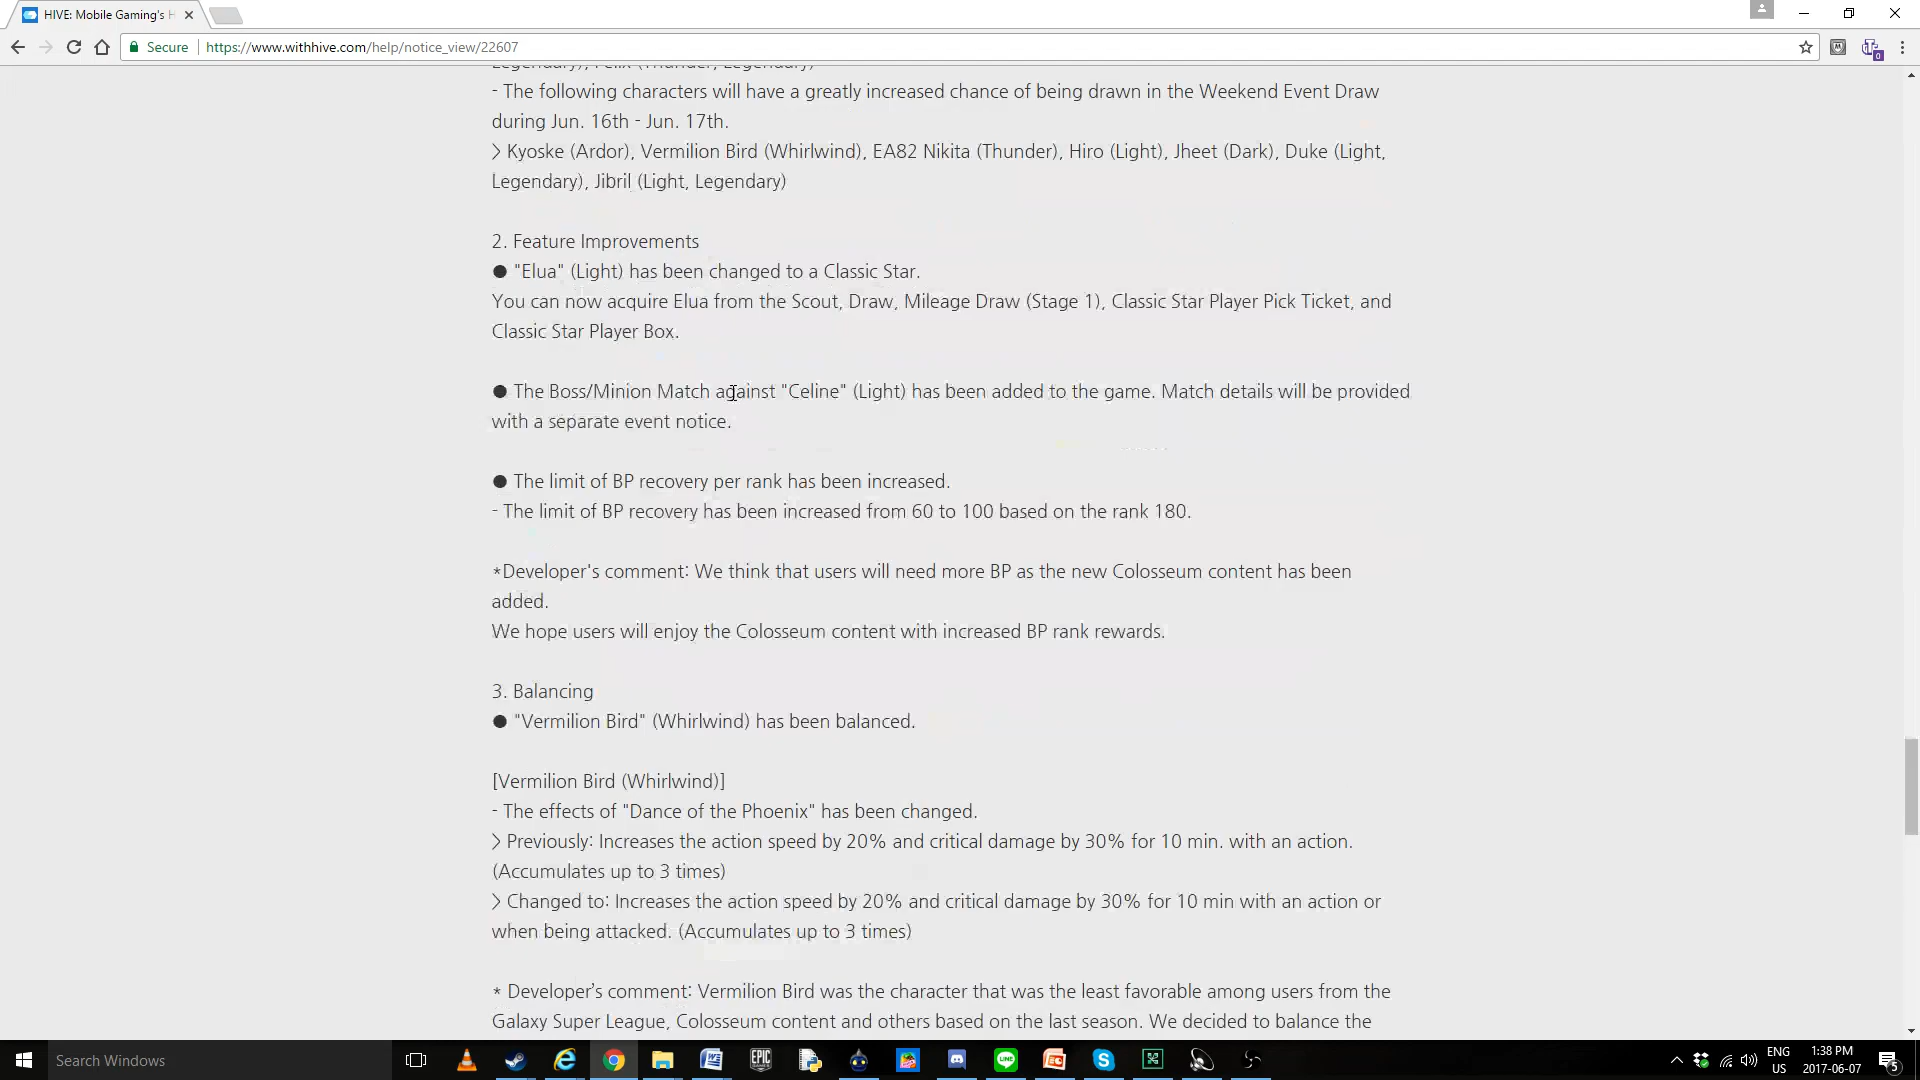 HIVE: Mobile Gaming's H
Secure https://www.withhive.com/help/notice_view/22607
Legendary), Felix (Thunder, Legendary)
- The following characters will have a greatly increased chance of being drawn in the Weekend Event Draw
during Jun. 16th - Jun. 17th.
> Kyoske (Ardor), Vermilion Bird (Whirlwind), EA82 Nikita (Thunder), Hiro (Light), Jheet (Dark), Duke (Light,
Legendary), Jibril (Light, Legendary)
2. Feature Improvements
● "Elua" (Light) has been changed to a Classic Star.
You can now acquire Elua from the Scout, Draw, Mileage Draw (Stage 1), Classic Star Player Pick Ticket, and
Classic Star Player Box.
● The Boss/Minion Match against "Celine" (Light) has been added to the game. Match details will be provided
with a separate event notice.
● The limit of BP recovery per rank has been increased.
- The limit of BP recovery has been increased from 60 to 100 based on the rank 180.
*Developer's comment: We think that users will need more BP as the new Colosseum content has been
added.
We hope users will enjoy the Colosseum content with increased BP rank rewards.
3. Balancing
● "Vermilion Bird" (Whirlwind) has been balanced.
[Vermilion Bird (Whirlwind)]
- The effects of "Dance of the Phoenix" has been changed.
> Previously: Increases the action speed by 20% and critical damage by 30% for 10 min. with an action.
(Accumulates up to 3 times)
> Changed to: Increases the action speed by 20% and critical damage by 30% for 10 min with an action or
when being attacked. (Accumulates up to 3 times)
* Developer’s comment: Vermilion Bird was the character that was the least favorable among users from the
Galaxy Super League, Colosseum content and others based on the last season. We decided to balance the
Search Windows
EPIC
LINE
ENG
US
1:38 PM
2017-06-07
5